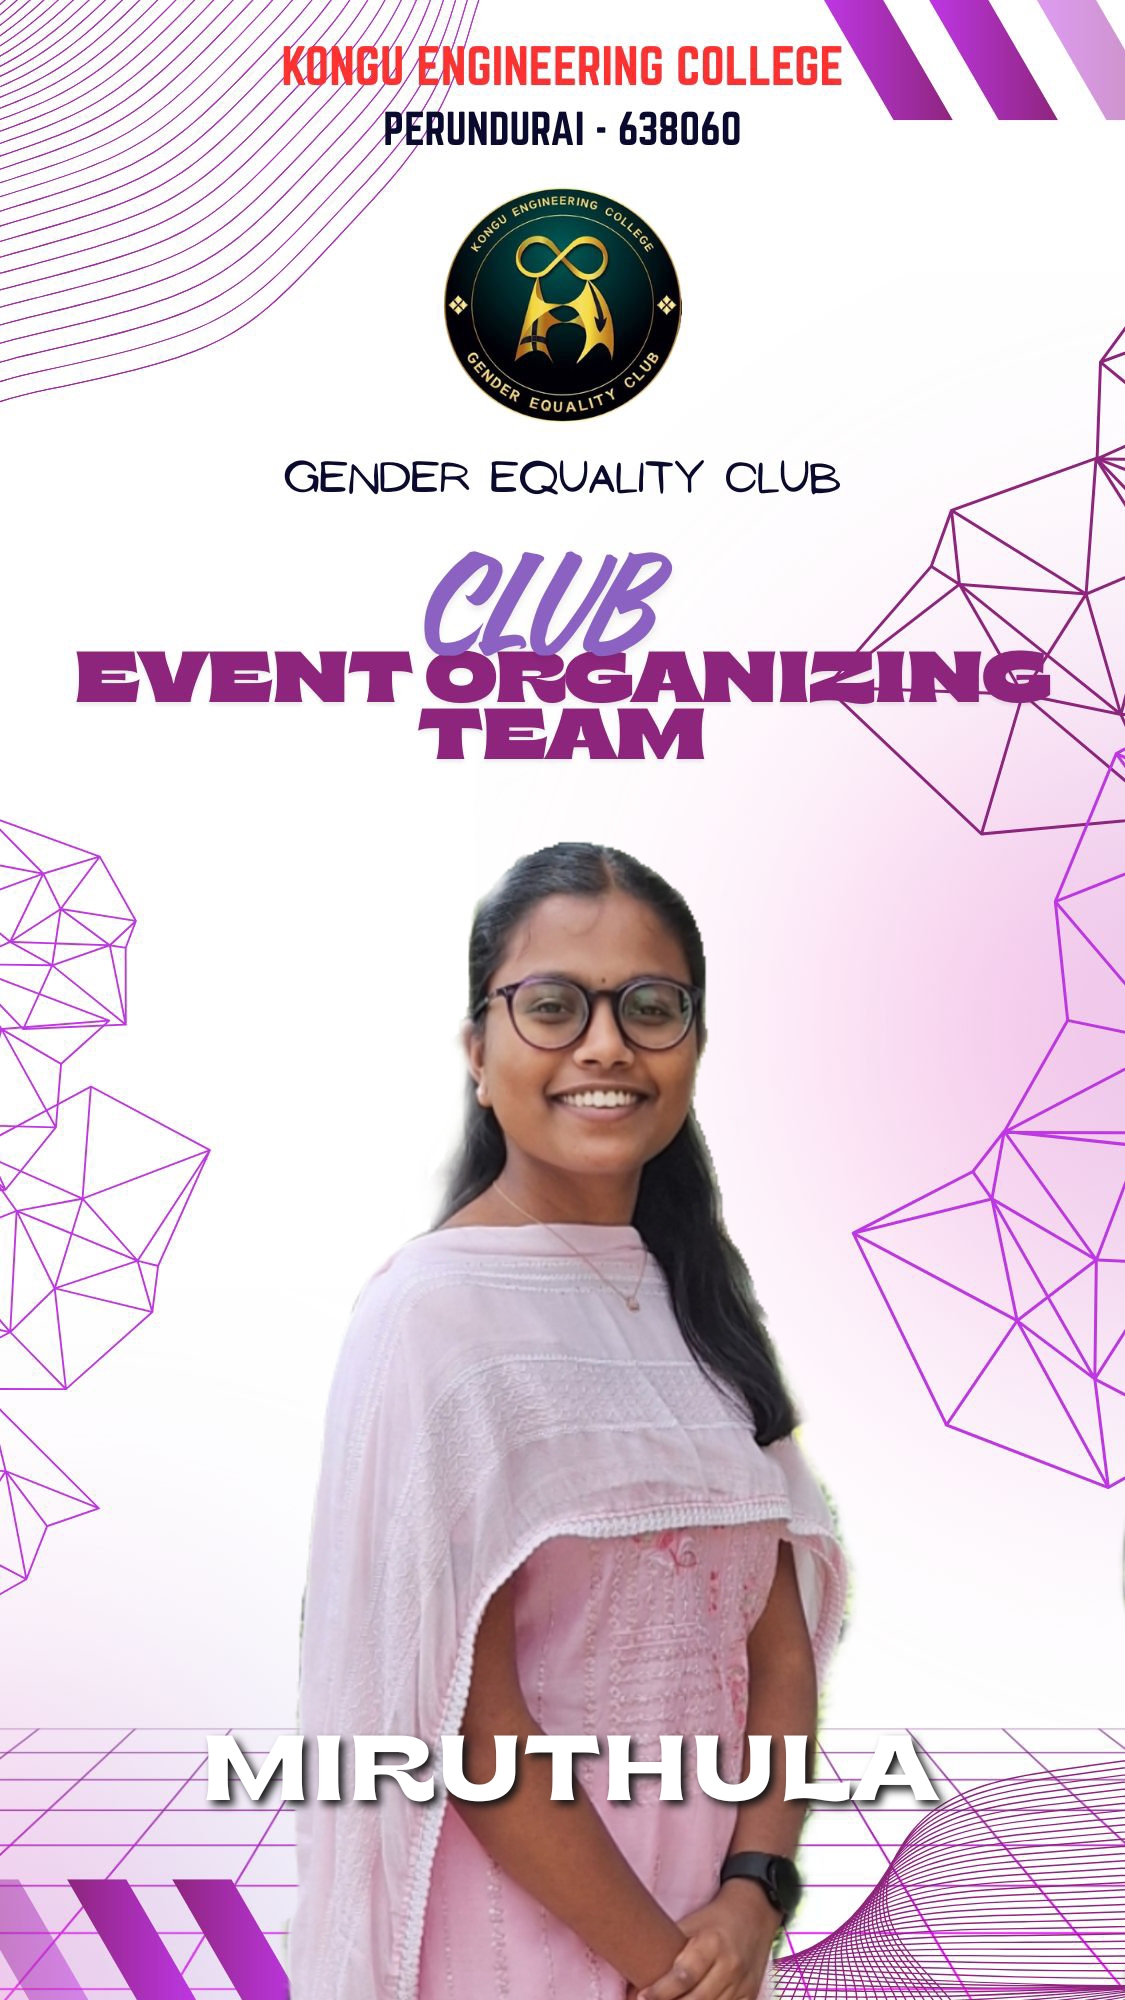 KONGU ENGINEERING COLLEGE
PERUNDURAI - 638060
KONGU ENGINEERING COLLEGE
GENDER EQUALITY CLUB
GENDER EQUALITY CLUB
CLUB
EVENT ORGANIZING
TEAM
MIRUTHULA